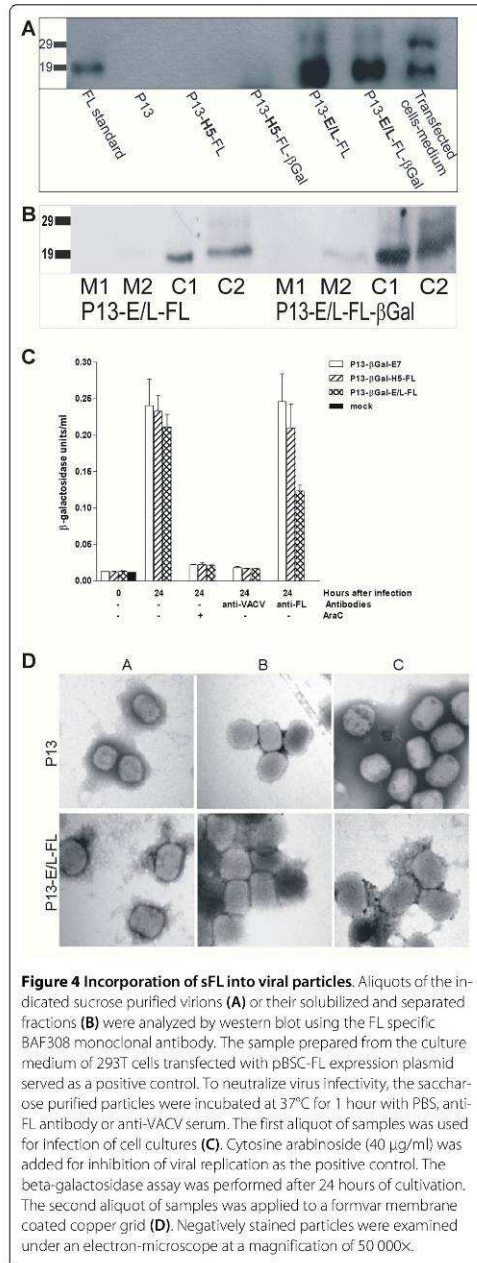 A
29
19
FL standard
P13
P13-H5-FL
P13-H5-FL-βGal
P13-E/L-FL
P13-E/L-FL-βGal
Transfected cells-medium
B
29
19
M1 M2 C1 C2 M1 M2 C1 C2
P13-E/L-FL P13-E/L-FL-βGal
C
P13-βGal-E7
P13-βGal-H5-FL
P13-βGal-E/L-FL
mock
β-galactosidase units/ml
0.30
0.25
0.20
0.15
0.10
0.05
0.00
0 24 24 24 24 Hours after infection
- - - anti-VACV anti-FL Antibodies
- - + - - AraC
D
A B C
P13
P13-E/L-FL
Figure 4 Incorporation of sFL into viral particles. Aliquots of the in-
dicated sucrose purified virions (A) or their solubilized and separated
fractions (B) were analyzed by western blot using the FL specific
BAF308 monoclonal antibody. The sample prepared from the culture
medium of 293T cells transfected with pBSC-FL expression plasmid
served as a positive control. To neutralize virus infectivity, the sacchar-
ose purified particles were incubated at 37°C for 1 hour with PBS, anti-
FL antibody or anti-VACV serum. The first aliquot of samples was used
for infection of cell cultures (C). Cytosine arabinoside (40 μg/ml) was
added for inhibition of viral replication as the positive control. The
beta-galactosidase assay was performed after 24 hours of cultivation.
The second aliquot of samples was applied to a formvar membrane
coated copper grid (D). Negatively stained particles were examined
under an electron-microscope at a magnification of 50 000×.